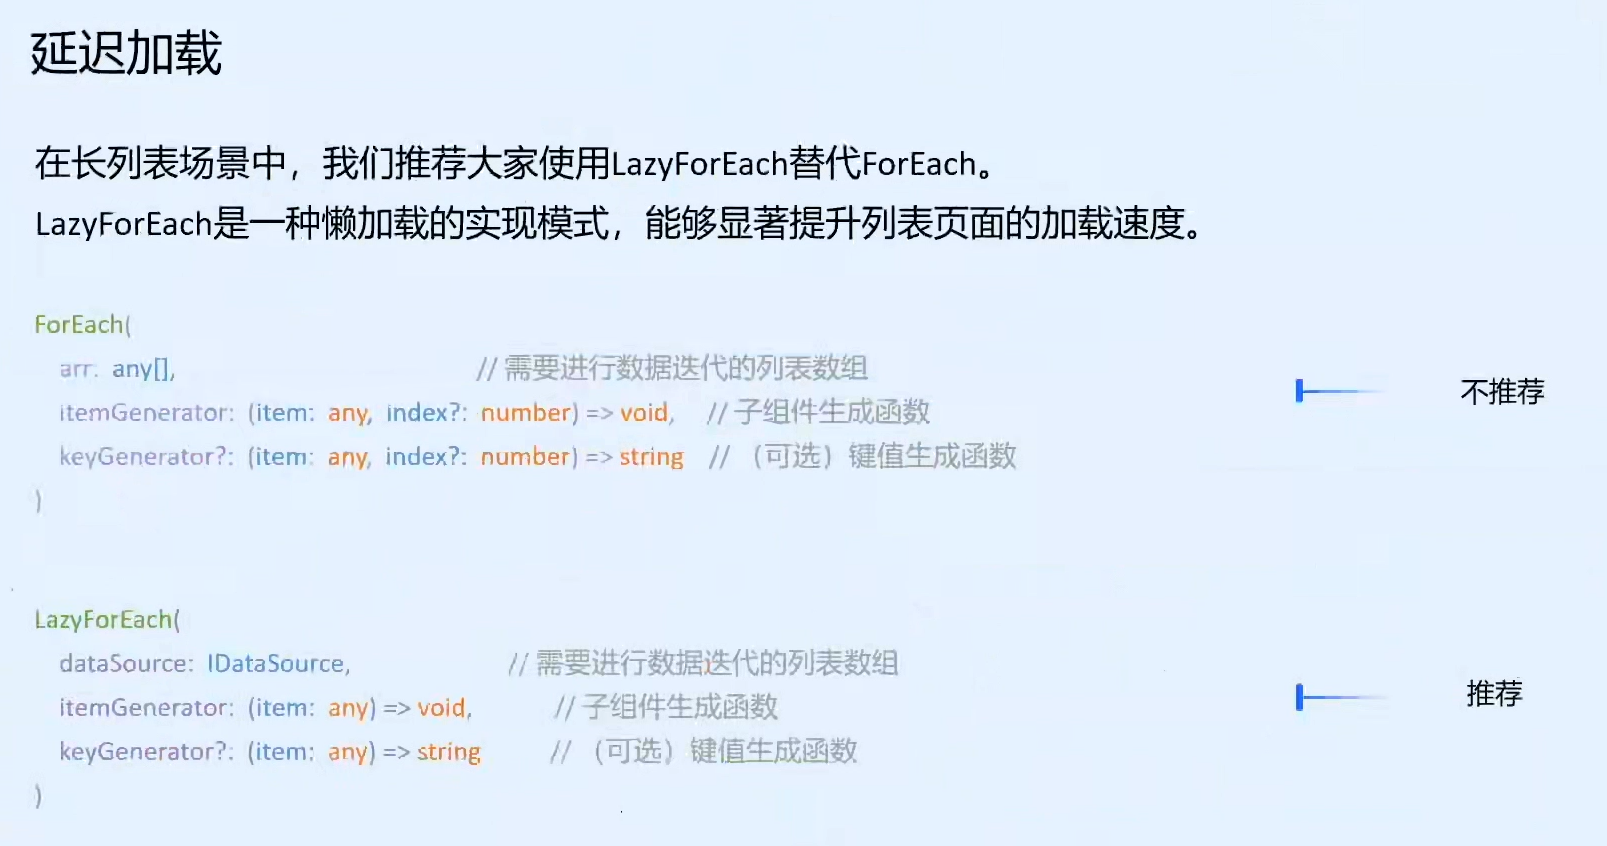 延迟加载
在长列表场景中，我们推荐大家使用LazyForEach替代ForEach。
LazyForEach是一种懒加载的实现模式，能够显著提升列表页面的加载速度。
ForEach(
arr: any[], // 需要进行数据迭代的列表数组
itemGenerator: (item: any, index?: number) => void, // 子组件生成函数
不推荐
keyGenerator?: (item: any, index?: number) => string // （可选）键值生成函数
)
LazyForEach(
dataSource: IDataSource, // 需要进行数据迭代的列表数组
itemGenerator: (item: any) => void, // 子组件生成函数
推荐
keyGenerator?: (item: any) => string // （可选）键值生成函数
)